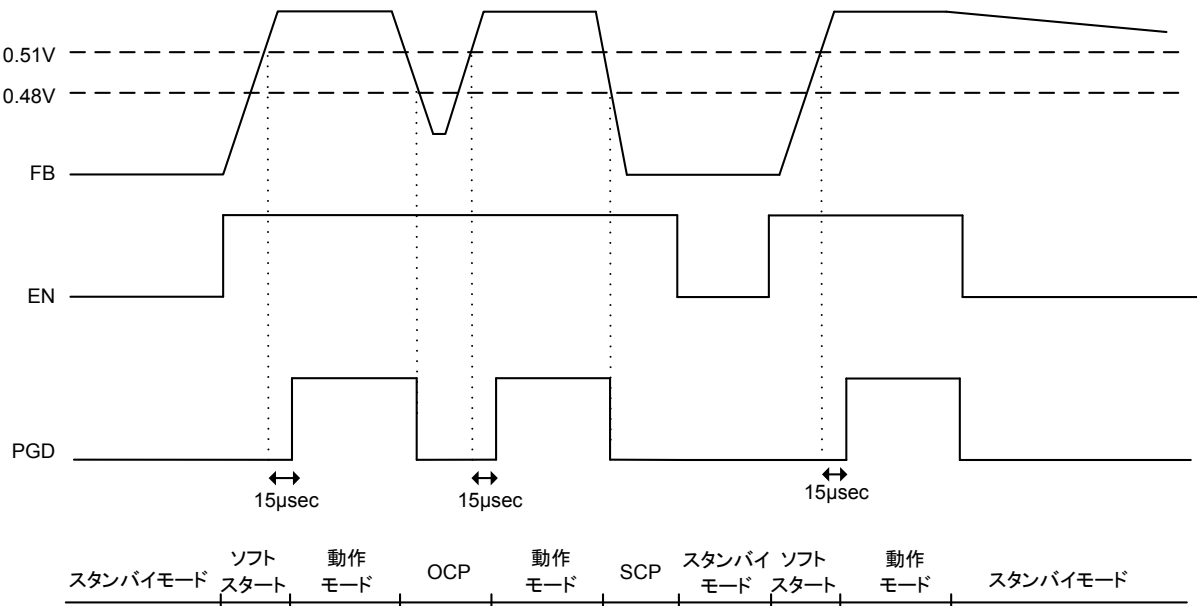 0.51V
0.48V
FB
EN
PGD
15μsec
15μsec
15μsec
スタンバイモード
ソフト
スタート
動作
モード
OCP
動作
モード
SCP
スタンバイ
モード
ソフト
スタート
動作
モード
スタンバイモード